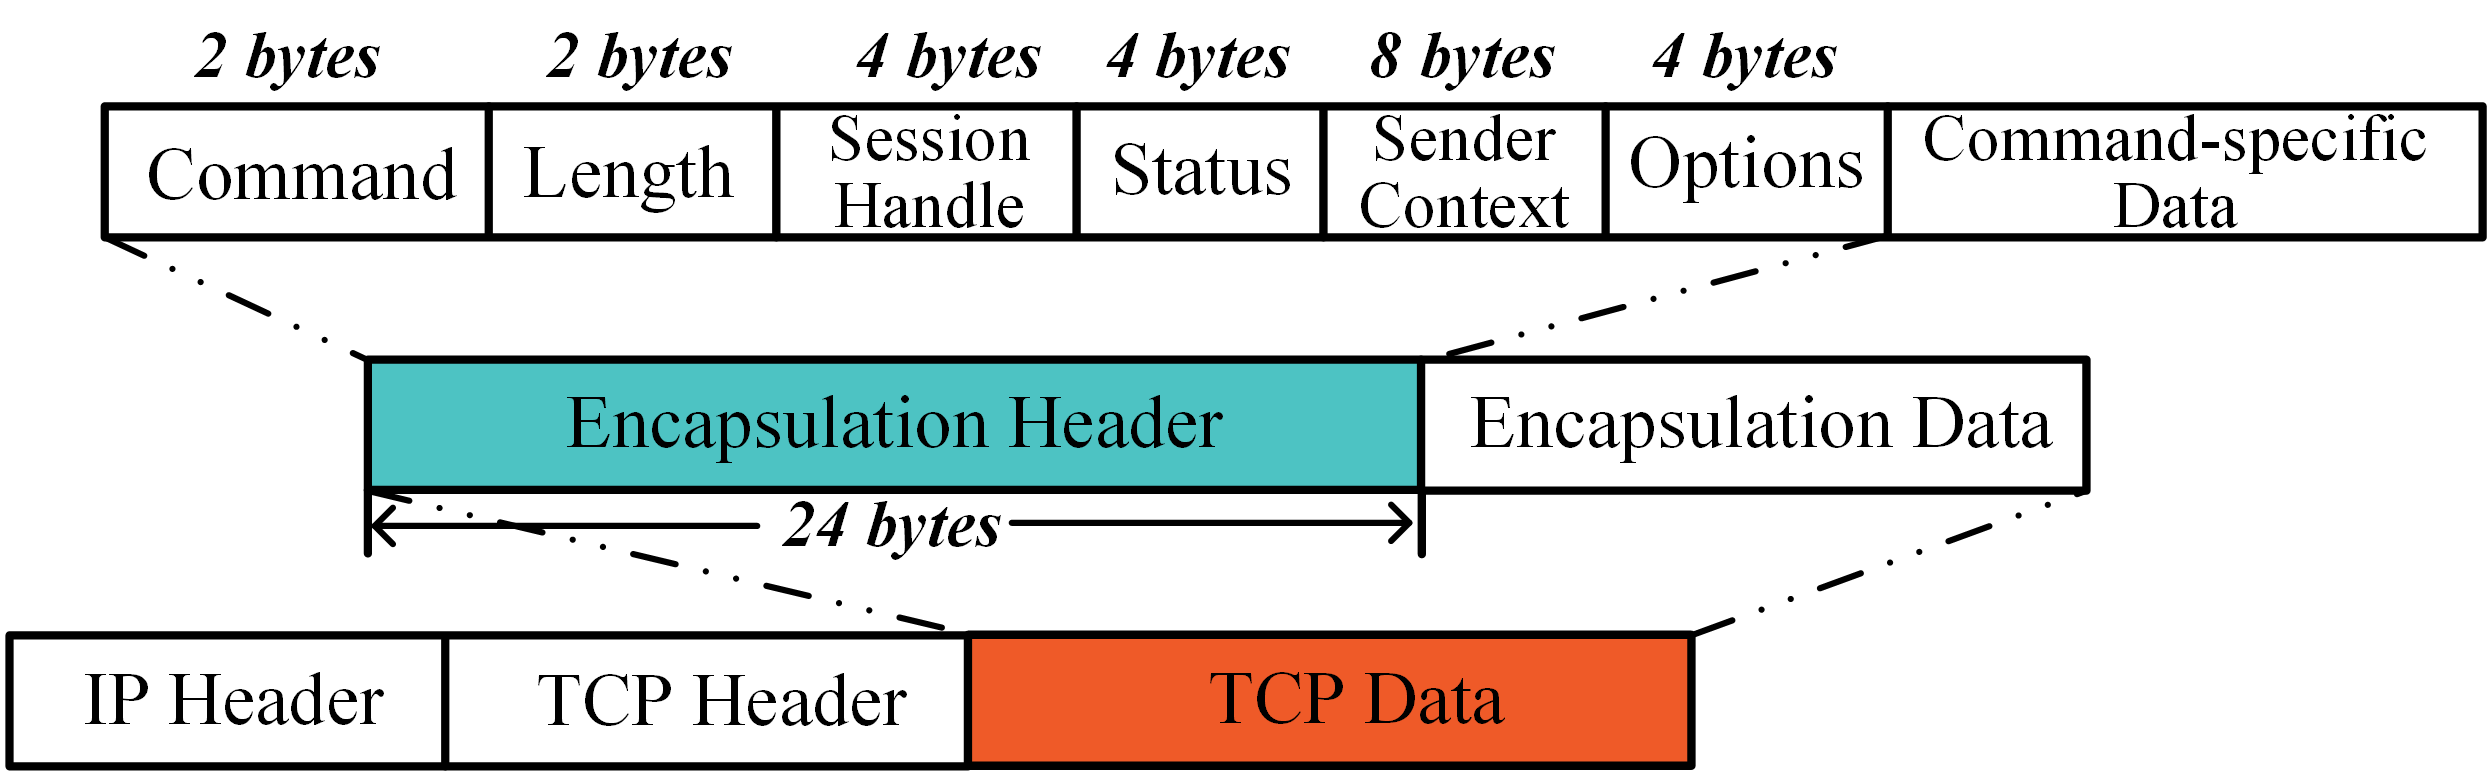 2 bytes 2 bytes 4 bytes 4 bytes 8 bytes 4 bytes
Command
Length
Session
Handle
Status
Sender
Context
Options
Command-specific
Data
Encapsulation Header
Encapsulation Data
24 bytes
IP Header
TCP Header
TCP Data